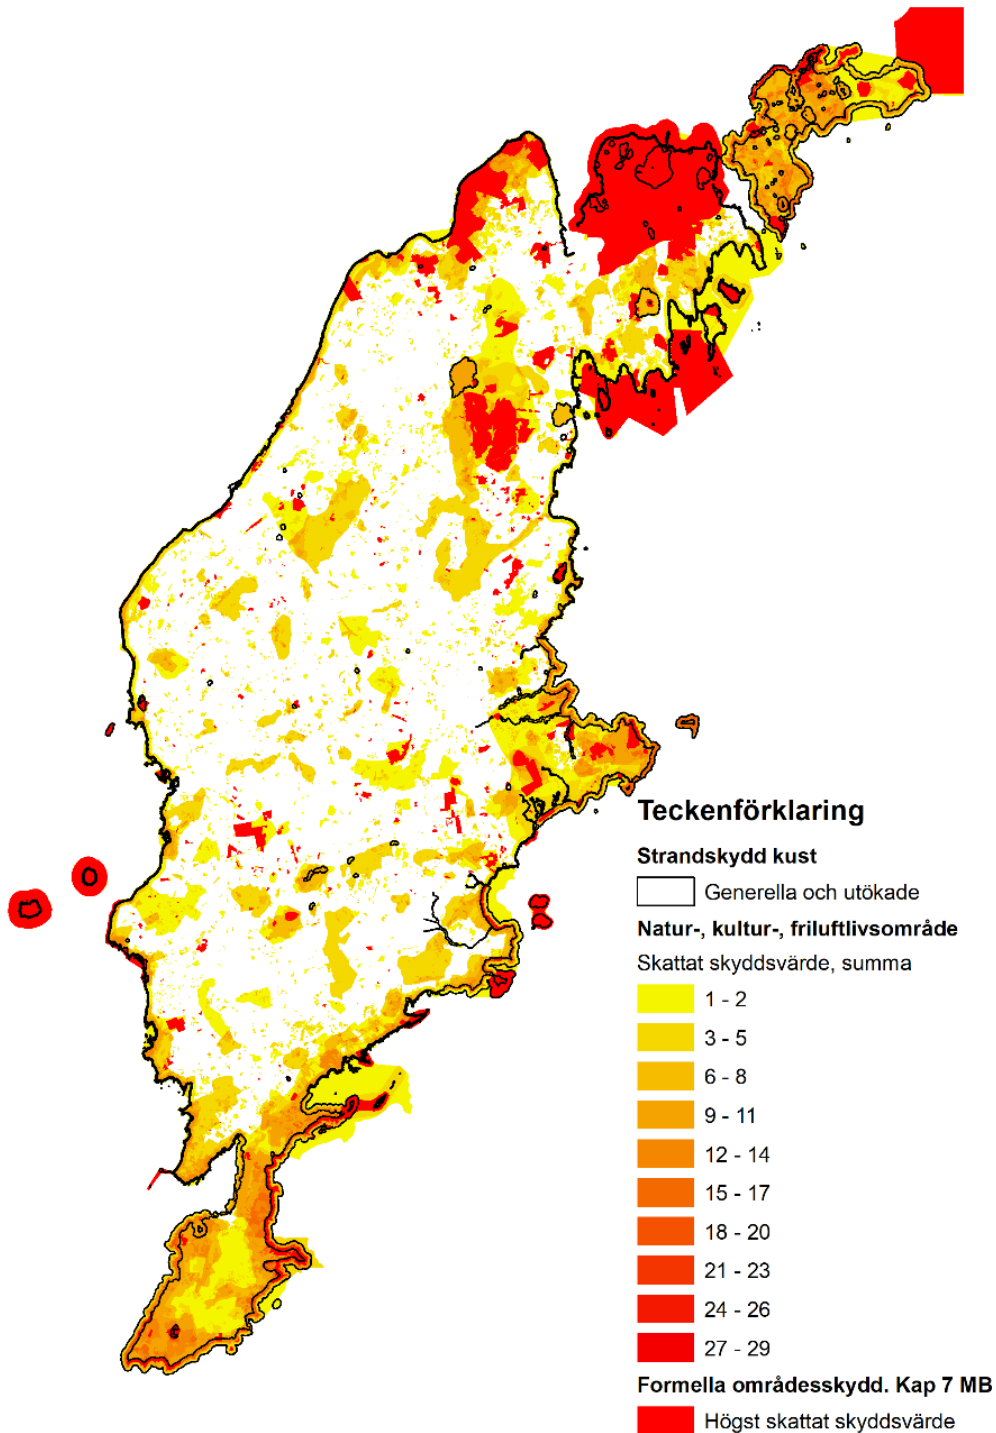 Teckenförklaring
Strandskydd kust
Generella och utökade
Natur-, kultur-, friluftlivsområde
Skattat skyddsvärde, summa
1 - 2
3 - 5
6 - 8
9 - 11
12 - 14
15 - 17
18 - 20
21 - 23
24 - 26
27 - 29
Formella områdesskydd. Kap 7 MB
Högst skattat skyddsvärde